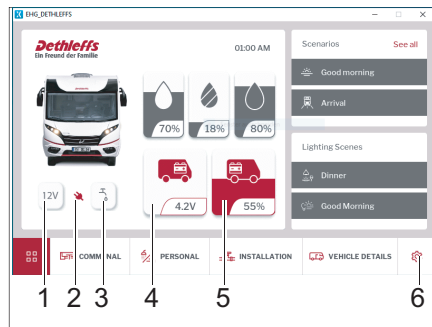 EHG_DETHLEFFS
Dethleffs
Ein Freund der Familie
01:00 AM
70%
18%
80%
12V
4.2V
55%
Scenarios
See all
Good morning
Arrival
Lighting Scenes
Dinner
Good Morning
COMMUNAL
PERSONAL
INSTALLATION
VEHICLE DETAILS
1
2
3
4
5
6